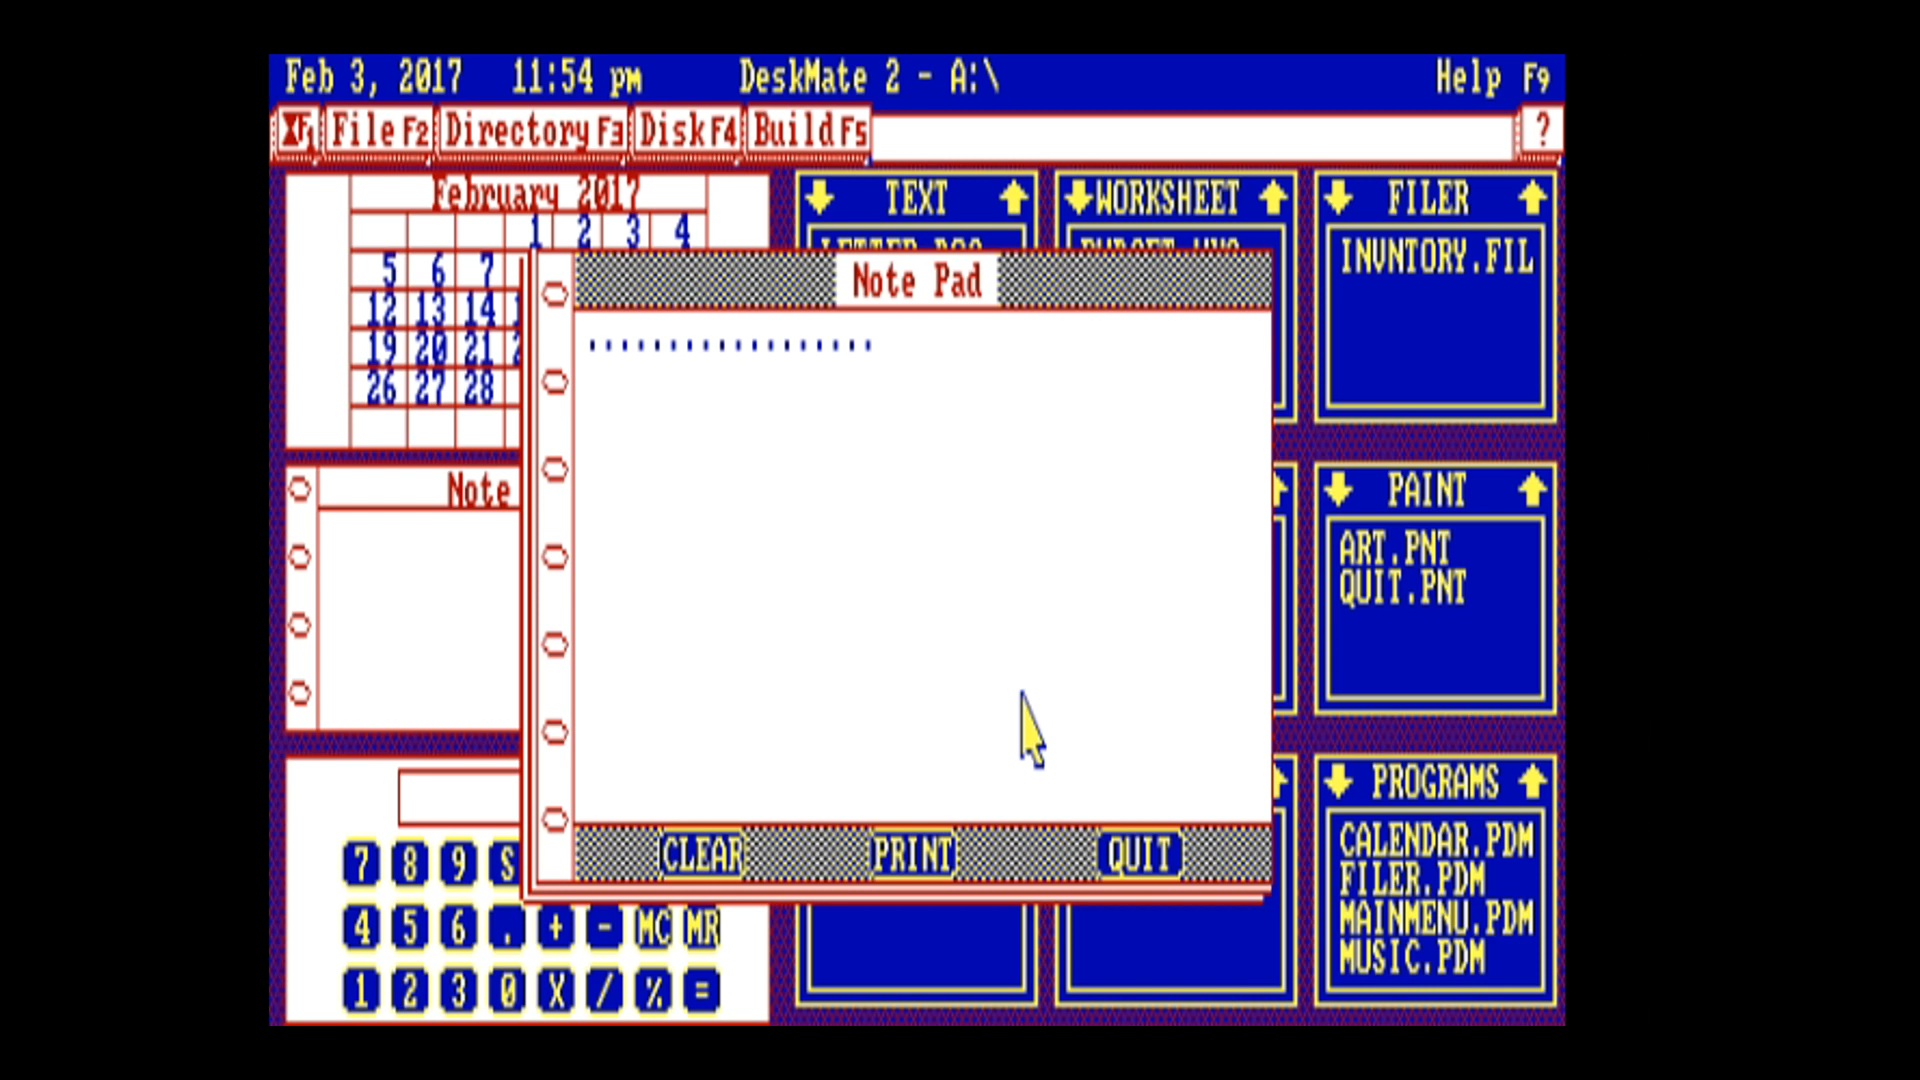 Feb 3, 2017 11:54 pm DeskMate 2 - A:\ Help F9
F1 File F2 Directory F3 Disk F4 Build F5 ?
February 2017
1 2 3 4
5 6 7
12 13 14
19 20 21
26 27 28
TEXT
WORKSHEET
FILER
INVNTORY.FIL
Note Pad
.................. 
Note
PAINT
ART.PNT
QUIT.PNT
CLEAR PRINT QUIT
7 8 9 S
4 5 6 . + - MC MR
1 2 3 0 X / % =
PROGRAMS
CALENDAR.PDM
FILER.PDM
MAINMENU.PDM
MUSIC.PDM